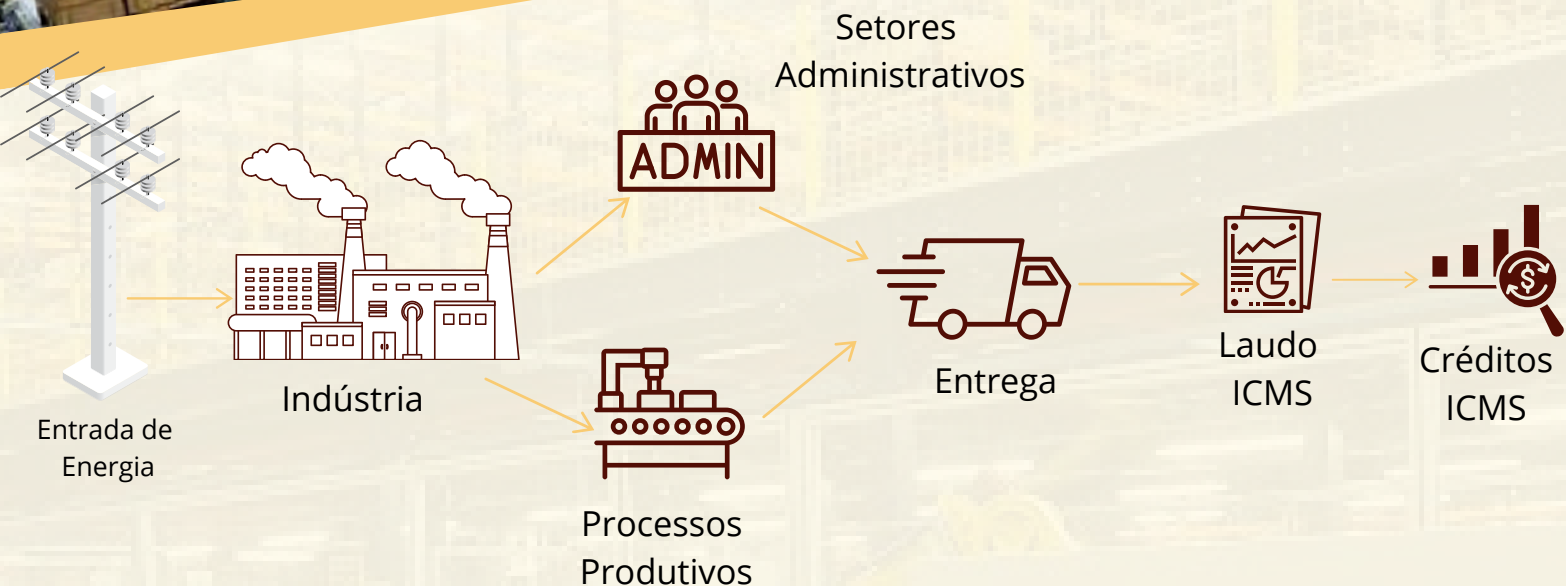 Setores
Administrativos
ADMIN
Entrada de
Energia
Indústria
Processos
Produtivos
Entrega
Laudo
ICMS
$
Créditos
ICMS